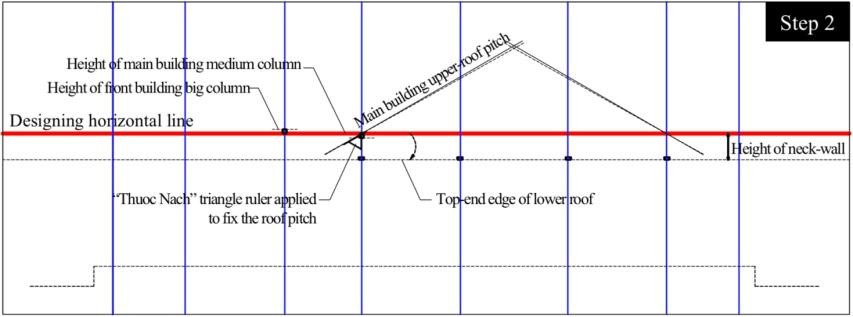 Step 2
Main building upper-roof pitch
Height of main building medium column
Height of front building big column
Designing horizontal line
Height of neck-wall
“Thuoc Nach” triangle ruler applied
to fix the roof pitch
Top-end edge of lower roof